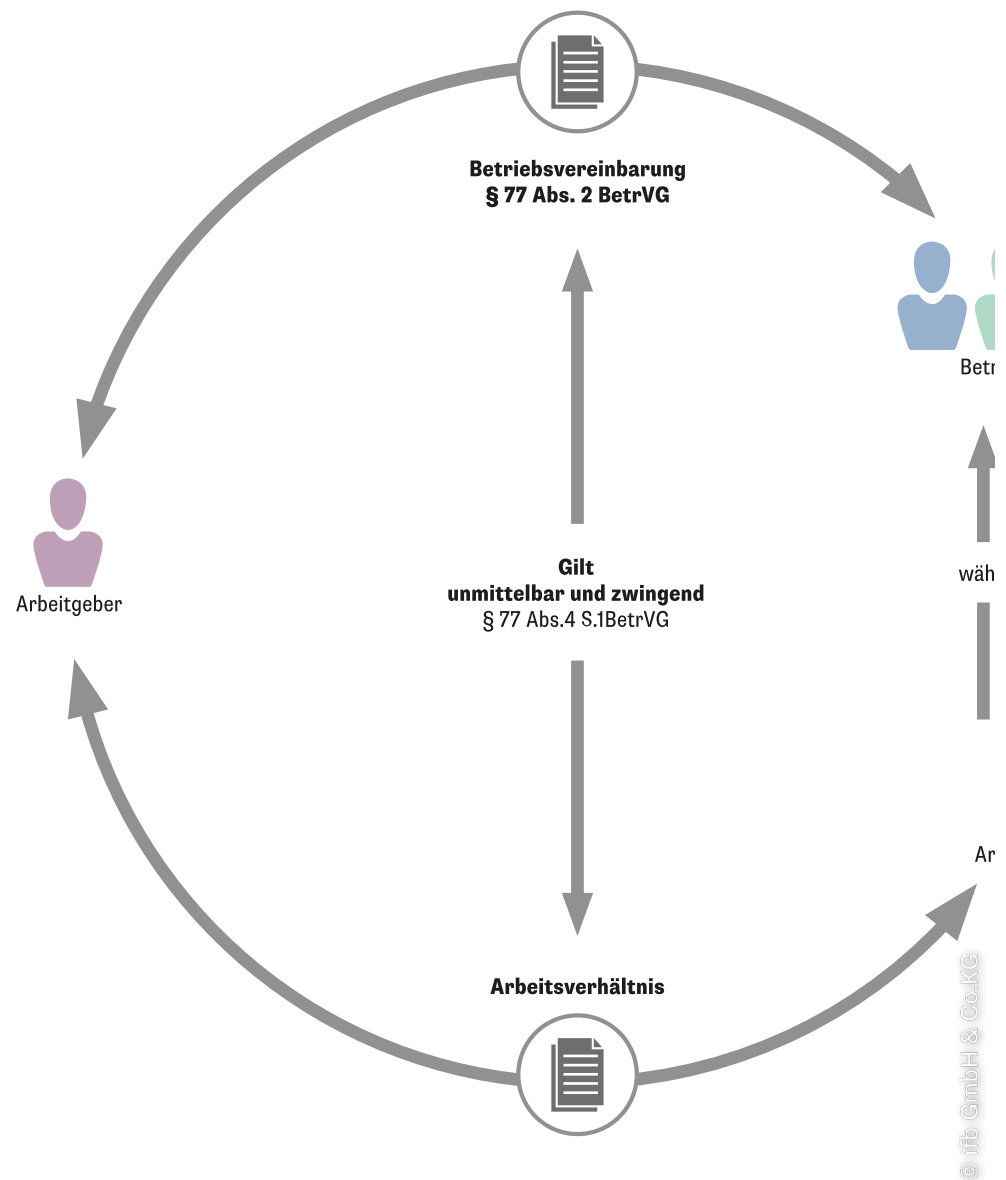 Betriebsvereinbarung
§ 77 Abs. 2 BetrVG
Gilt
unmittelbar und zwingend
§ 77 Abs.4 S.1BetrVG
Arbeitgeber
Arbeitsverhältnis
© ifb GmbH & Co.KG